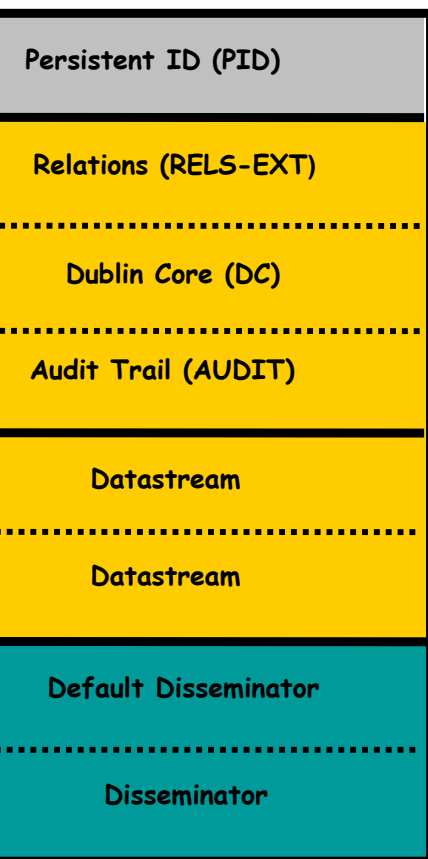 Persistent ID (PID)
Relations (RELS-EXT)
Dublin Core (DC)
Audit Trail (AUDIT)
Datastream
Datastream
Default Disseminator
Disseminator